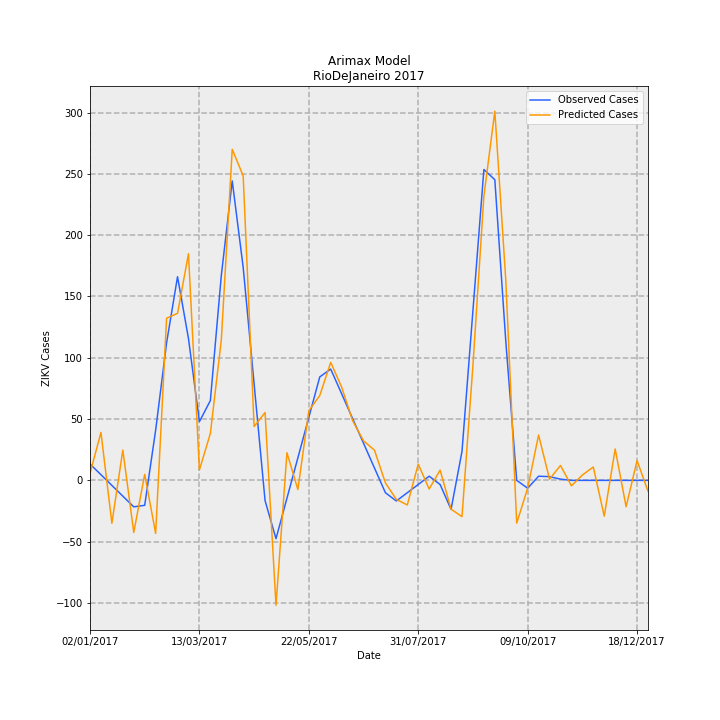 Arimax Model
RioDeJaneiro 2017
Observed Cases
Predicted Cases
300
250
200
150
100
50
0
−50
−100
ZIKV Cases
02/01/2017 13/03/2017 22/05/2017 31/07/2017 09/10/2017 18/12/2017
Date